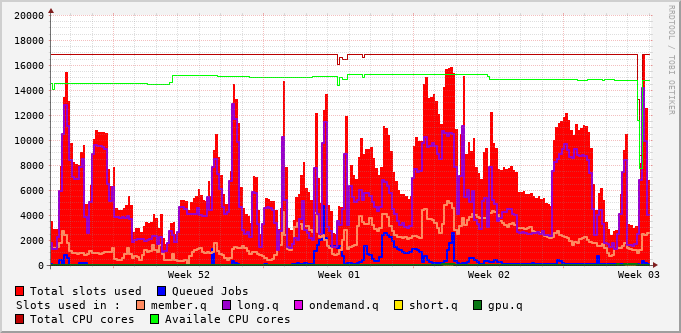 20000
18000
16000
14000
12000
10000
8000
6000
4000
2000
0
Week 52 Week 01 Week 02 Week 03
RRDTOOL / TOBI OETIKER
Total slots used Queued Jobs
Slots used in : member.q long.q ondemand.q short.q gpu.q
Total CPU cores Availale CPU cores